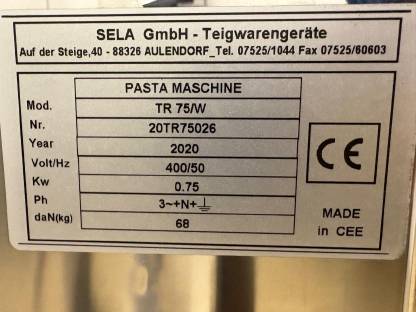 SELA GmbH - Teigwarengeräte
Auf der Steige,40 - 88326 AULENDORF_Tel. 07525/1044 Fax 07525/60603
PASTA MASCHINE
Mod. TR 75/W
Nr. 20TR75026
Year 2020
Volt/Hz 400/50
Kw 0.75
Ph 3~+N+⏚
daN(kg) 68
CE
MADE
in CEE